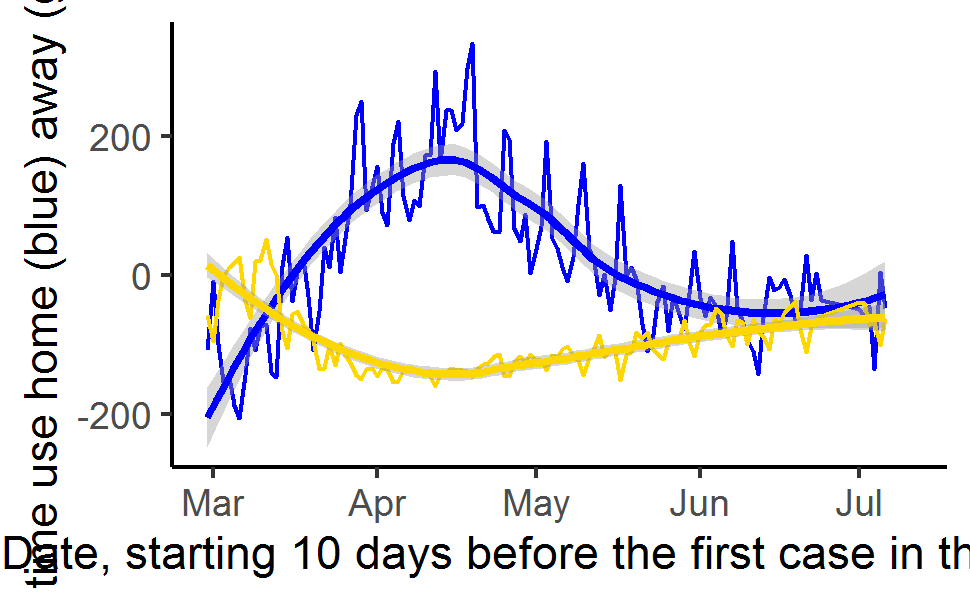 time use home (blue) away (
200
0
-200
Mar Apr May Jun Jul
Date, starting 10 days before the first case in th